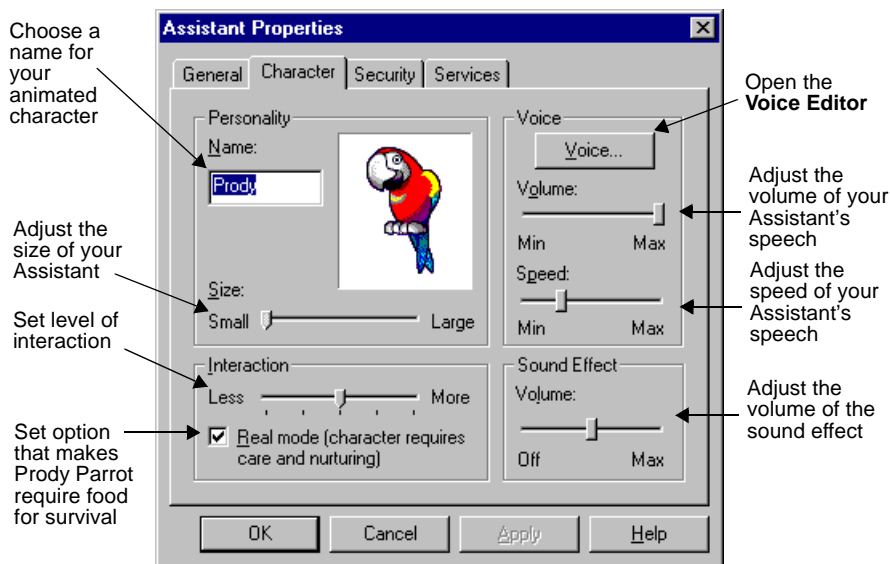 Choose a
name for
your
animated
character
Adjust the
size of your
Assistant
Set level of
interaction
Set option
that makes
Prody Parrot
require food
for survival
Assistant Properties
General Character Security Services
Personality
Name:
Prody
Size:
Small Large
Interaction
Less More
Real mode (character requires
care and nurturing)
Voice
Voice...
Volume:
Min Max
Speed:
Min Max
Sound Effect
Volume:
Off Max
OK Cancel Apply Help
Open the
Voice Editor
Adjust the
volume of your
Assistant's
speech
Adjust the
speed of your
Assistant's
speech
Adjust the
volume of the
sound effect